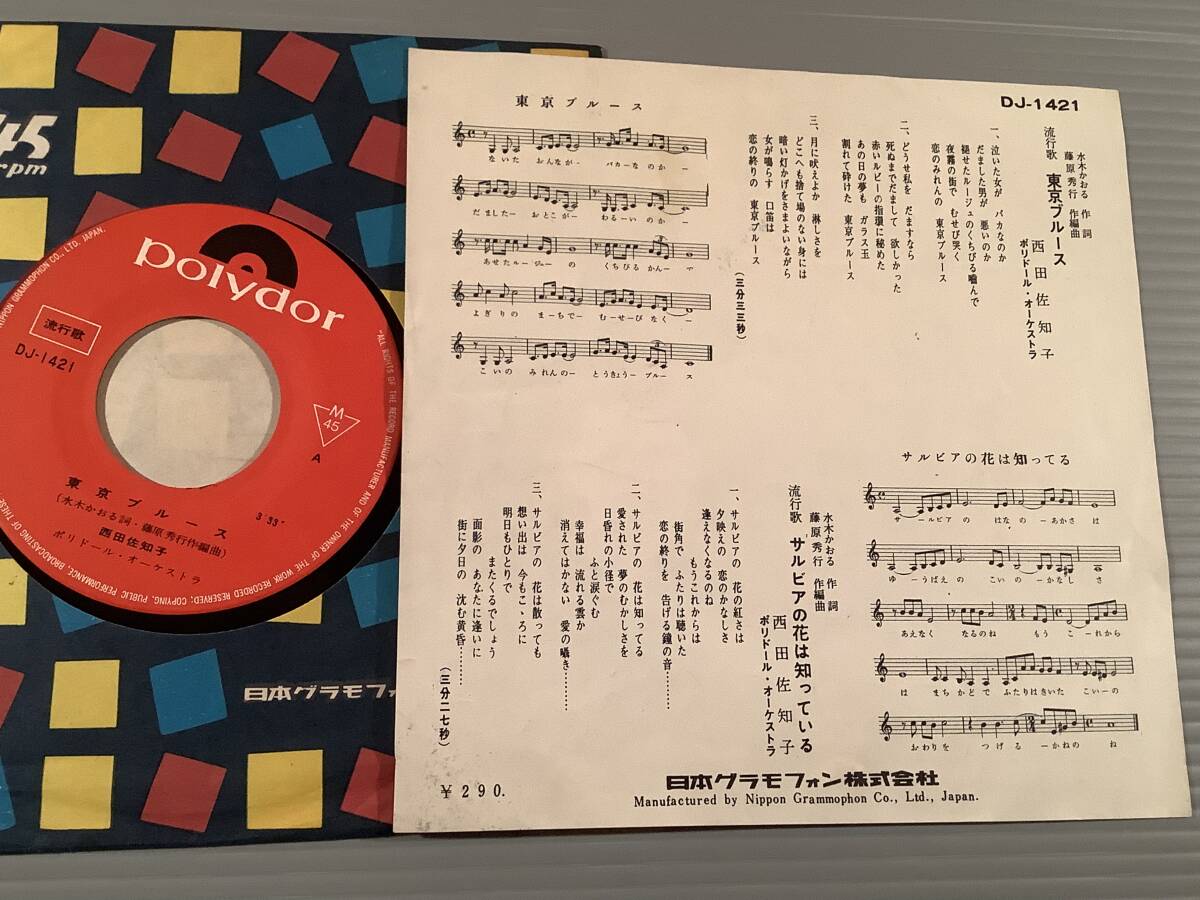 45
rpm
polydor
NIPPON GRAMMOPHON CO., LTD. JAPAN.
流行歌
DJ-1421
M
45
A
東京ブルース
3'33"
(水木かおる詞・藤原秀行作編曲)
西田佐知子
ポリドール・オーケストラ
"ALL RIGHTS OF THE RECORD MANUFACTURER AND OF THE OWNER OF THE WORK RECORDED RESERVED; COPYING, PUBLIC PERFORMANCE, BROADCASTING OF THESE
日本グラモフォン
DJ-1421
流行歌 東京ブルース
水木かおる 作詞
藤原秀行 作編曲
西田佐知子
ポリドール・オーケストラ
一、泣いた女が バカなのか
だました男が 悪いのか
褪せたルージュのくちびる噛んで
夜霧の街で むせび哭く
恋のみれんの 東京ブルース
二、どうせ私を だますなら
死ぬまでだまして 欲しかった
赤いルビーの指環に秘めた
あの日の夢も ガラス玉
割れて砕けた 東京ブルース
三、月に吠えよか 淋しさを
どこへも捨て場のない身には
暗い灯かげをさまよいながら
女が鳴らす 口笛は
恋の終りの 東京ブルース
(三分三三秒)
東京ブルース
ないた おんなが― バカーなのか―
だました― おとこが― わるーいのか―
あせたルージューの くちびるかんーで
よぎりの まーちで― むーせーびなく―
こいの みれんの― とうきょうー ブルース
サルビアの花は知ってる
サールビアの はなの―あかさは
ゆーうばえの こいの―かなしさ
あえなく なるのね もう こーれから
は まちかどで ふたりはきいた こいーの
おわりを つげる ―かねの ね
流行歌 サルビアの花は知っている
水木かおる 作詞
藤原秀行 作編曲
西田佐知子
ポリドール・オーケストラ
一、サルビアの 花の紅さは
夕映えの 恋のかなしさ
逢えなくなるのね
もうこれからは
街角で ふたりは聴いた
恋の終りを 告げる鐘の音……
二、サルビアの 花は知ってる
愛された 夢のむかしさを
日昏れの小径で
ふと涙ぐむ
幸福は 流れる雲か
消えてはかない 愛の囁き……
三、サルビアの 花は散っても
想い出は 今もこゝろに
明日もひとりで
またくるでしょう
面影の あなたに逢いに
街に夕日の 沈む黄昏………
(三分二七秒)
¥290.
日本グラモフォン株式会社
Manufactured by Nippon Grammophon Co., Ltd., Japan.